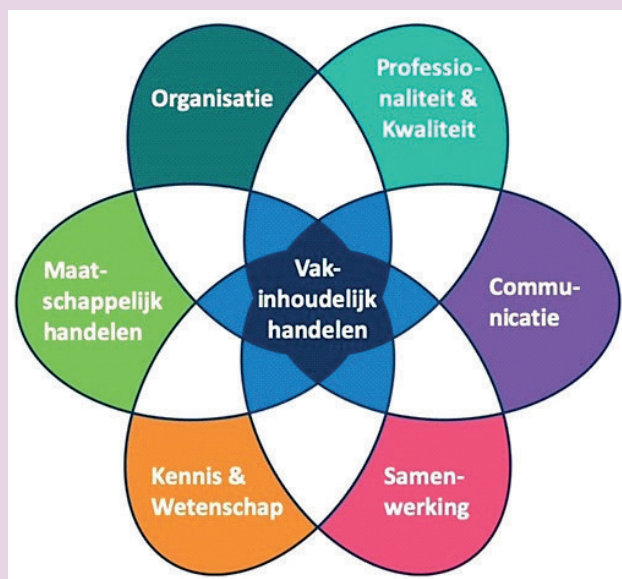 Organisatie
Professio-
naliteit &
Kwaliteit
Maat-
schappelijk
handelen
Vak-
inhoudelijk
handelen
Commu-
nicatie
Kennis &
Wetenschap
Samen-
werking